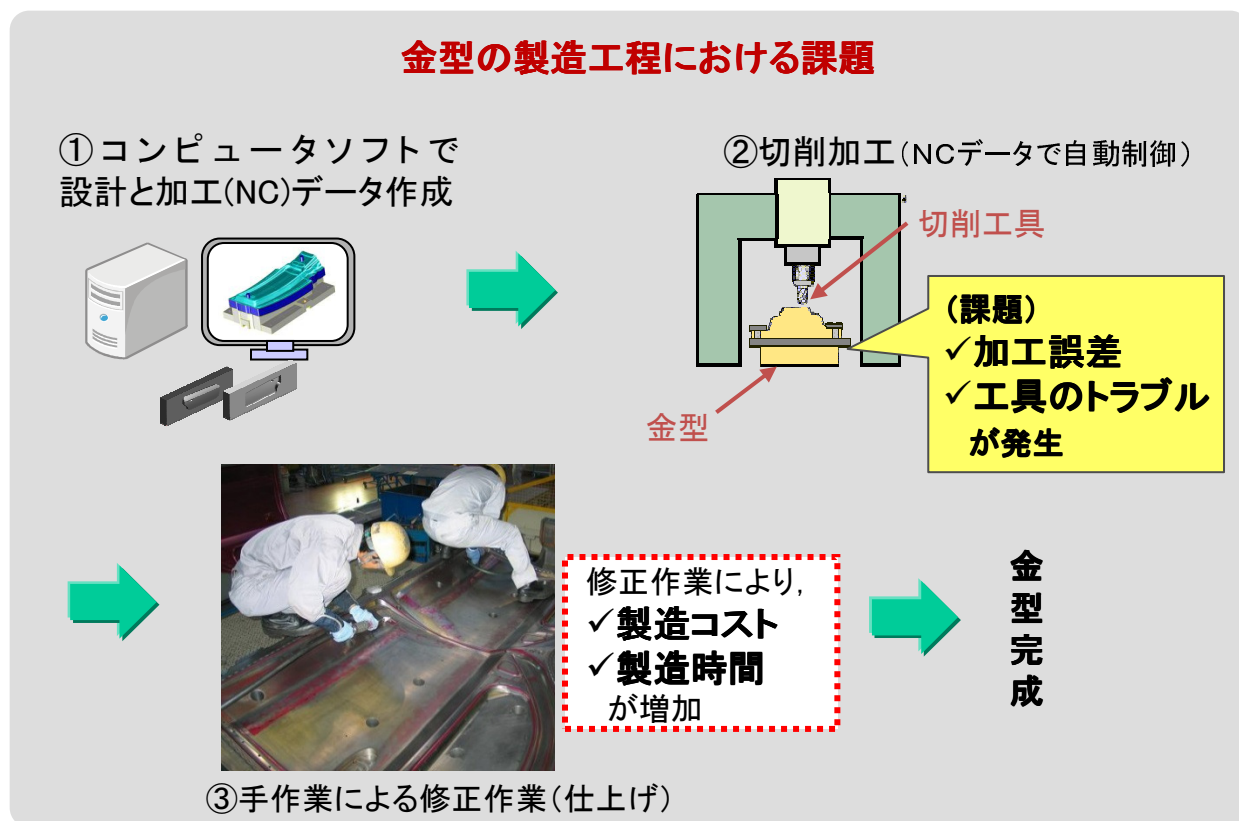 金型の製造工程における課題
①コンピュータソフトで
設計と加工(NC)データ作成
②切削加工(NCデータで自動制御)
切削工具
金型
(課題)
✓加工誤差
✓工具のトラブル
が発生
修正作業により,
✓製造コスト
✓製造時間
が増加
金型完成
③手作業による修正作業(仕上げ)